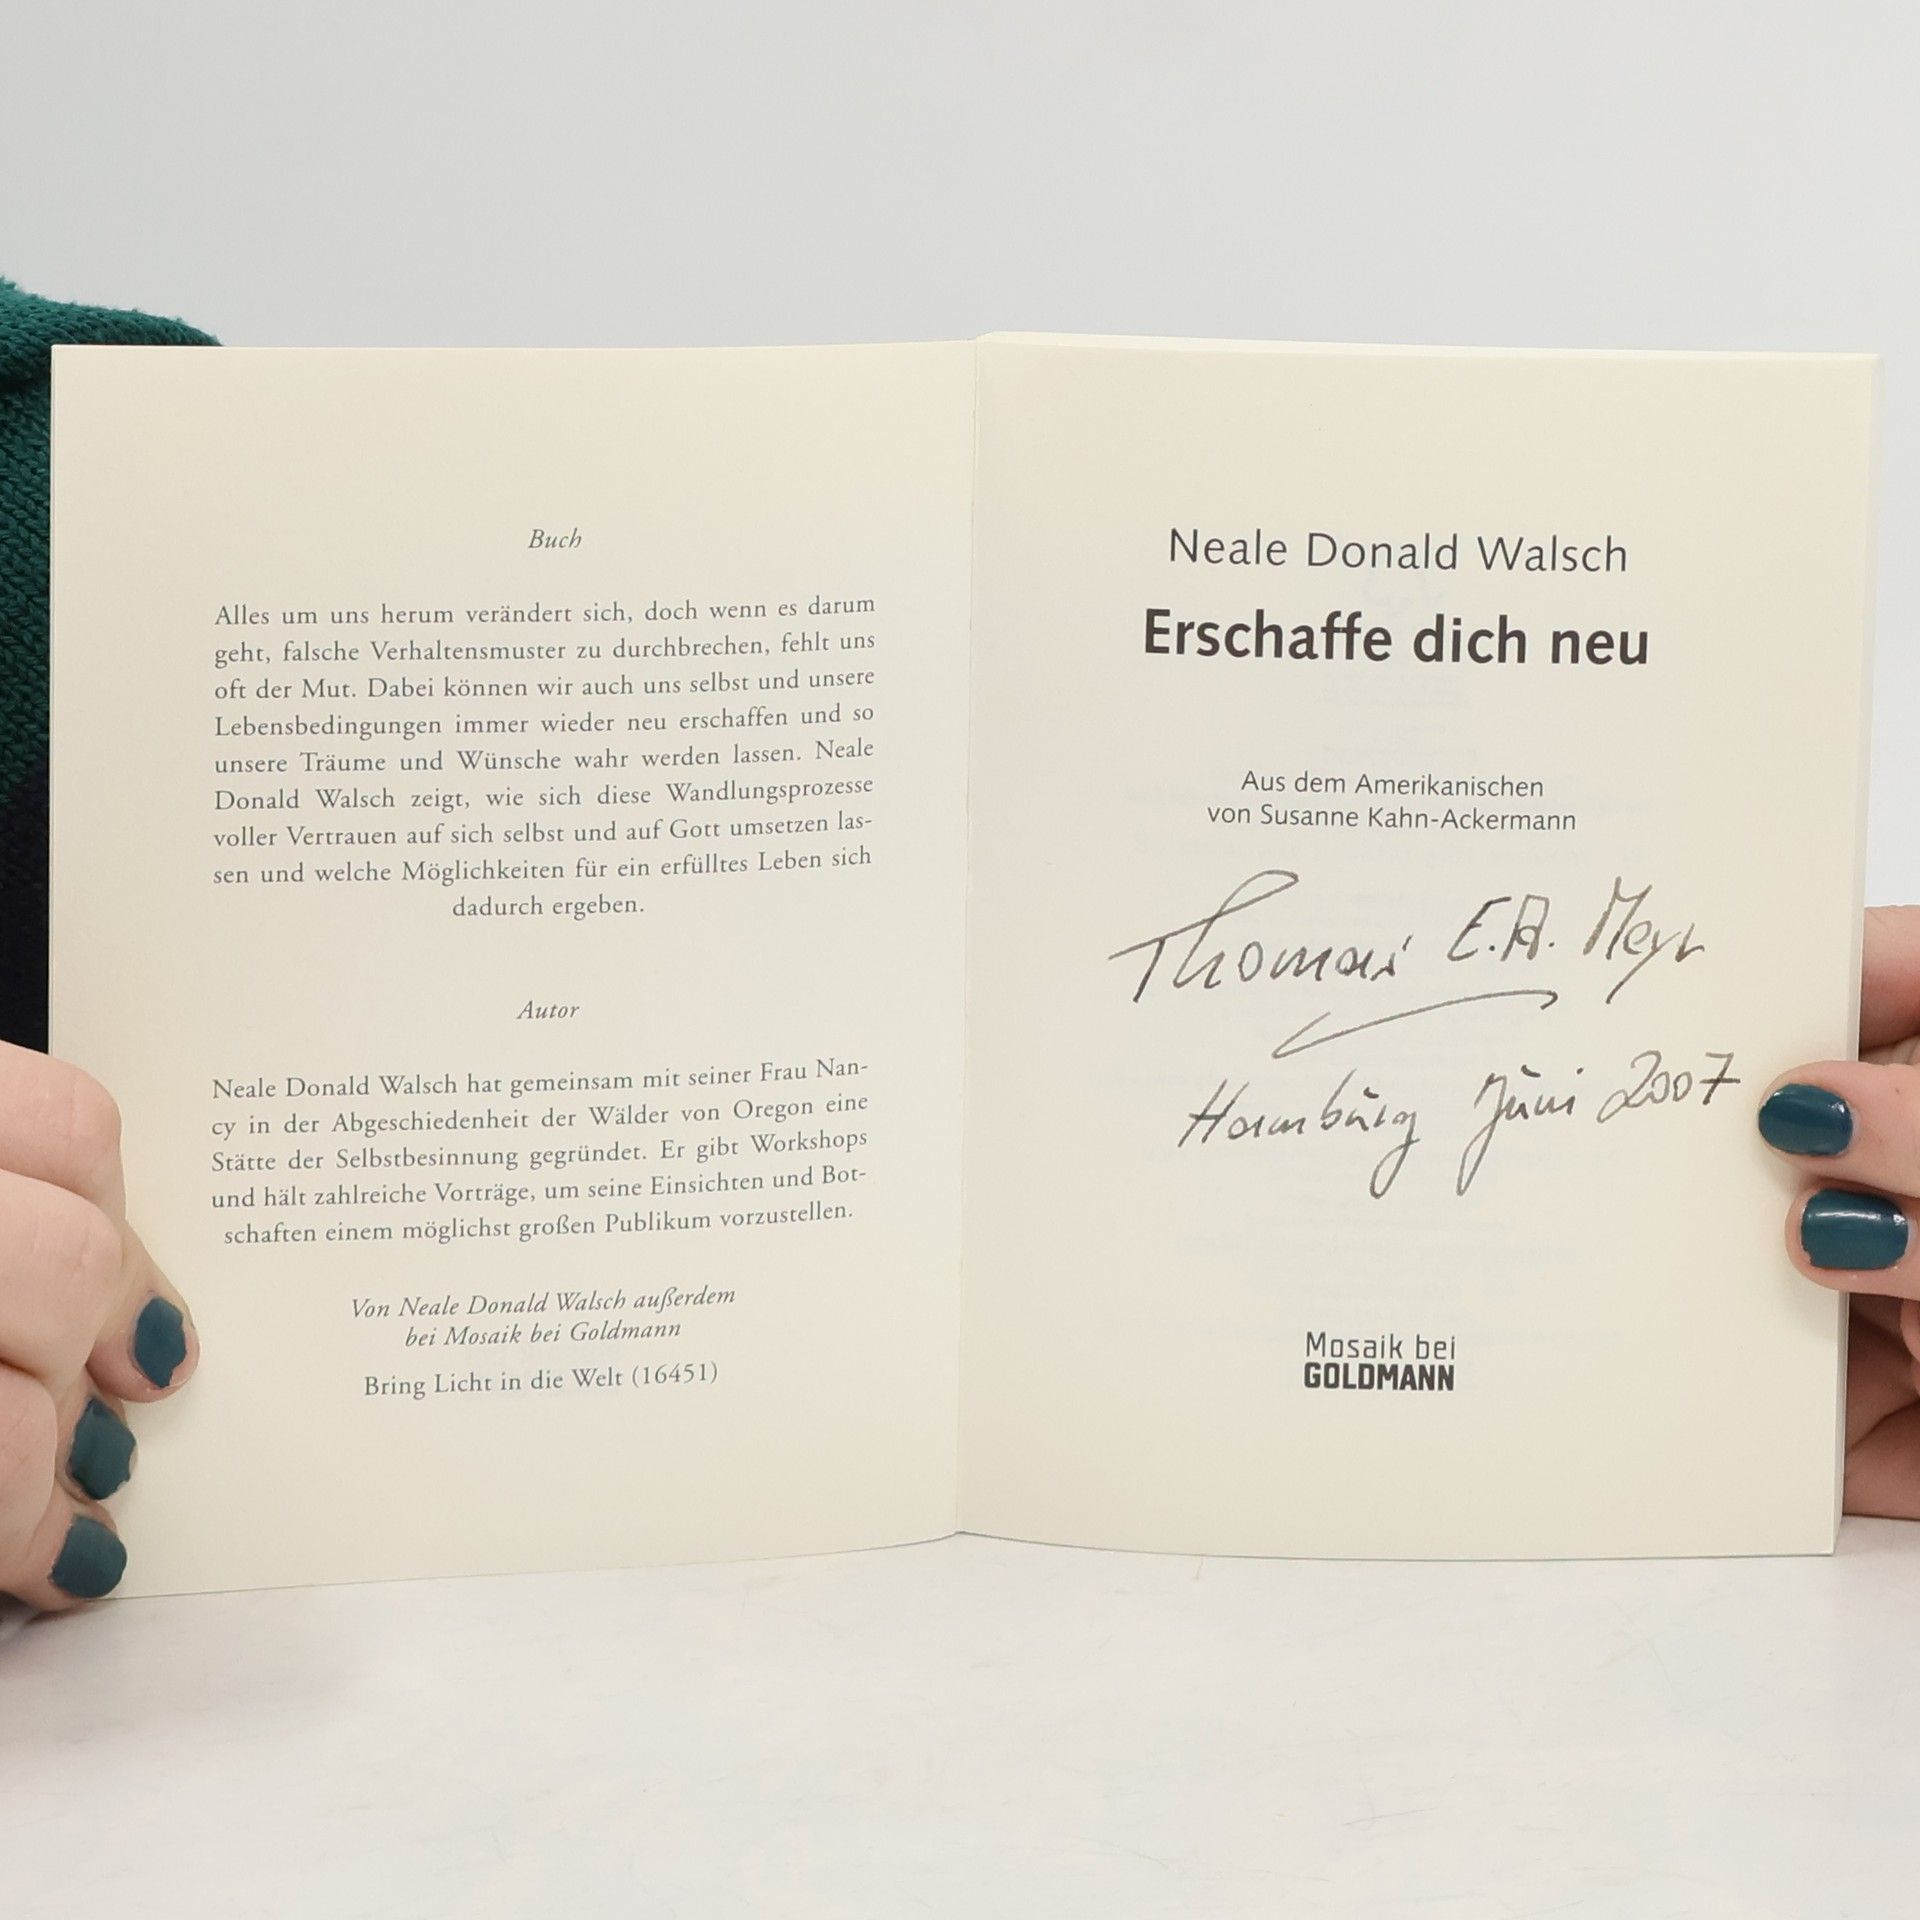 Buch
Alles um uns herum verändert sich, doch wenn es darum
geht, falsche Verhaltensmuster zu durchbrechen, fehlt uns
oft der Mut. Dabei können wir auch uns selbst und unsere
Lebensbedingungen immer wieder neu erschaffen und so
unsere Träume und Wünsche wahr werden lassen. Neale
Donald Walsch zeigt, wie sich diese Wandlungsprozesse
voller Vertrauen auf sich selbst und auf Gott umsetzen las-
sen und welche Möglichkeiten für ein erfülltes Leben sich
dadurch ergeben.
Autor
Neale Donald Walsch hat gemeinsam mit seiner Frau Nan-
cy in der Abgeschiedenheit der Wälder von Oregon eine
Stätte der Selbstbesinnung gegründet. Er gibt Workshops
und hält zahlreiche Vorträge, um seine Einsichten und Bot-
schaften einem möglichst großen Publikum vorzustellen.
Von Neale Donald Walsch außerdem
bei Mosaik bei Goldmann
Bring Licht in die Welt (16451)
Neale Donald Walsch
Erschaffe dich neu
Aus dem Amerikanischen
von Susanne Kahn-Ackermann
Thomas E.A.
Hamburg Juni 2007
Mosaik bei
GOLDMANN